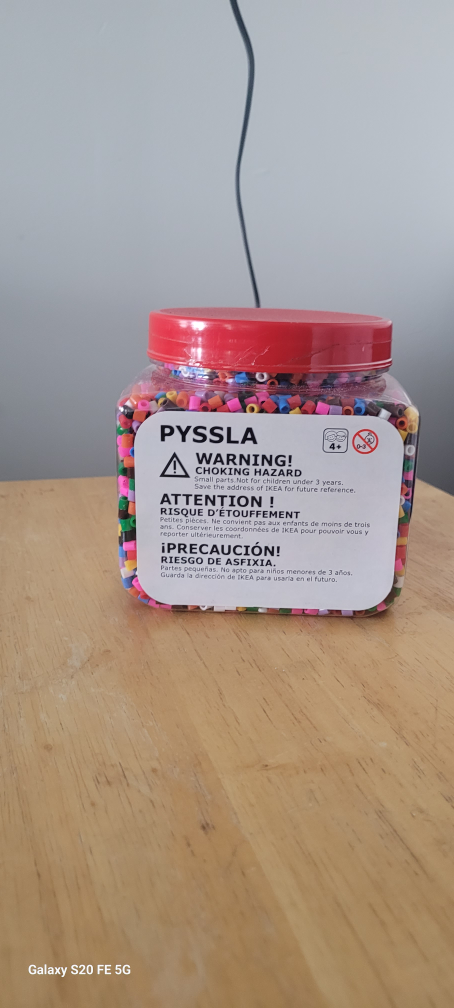 PYSSLA
4+
0-3
WARNING!
CHOKING HAZARD
Small parts.Not for children under 3 years.
Save the address of IKEA for future reference.
ATTENTION !
RISQUE D'ÉTOUFFEMENT
Petites pièces. Ne convient pas aux enfants de moins de trois
ans. Conserver les coordonnées de IKEA pour pouvoir vous y
reporter ultérieurement.
¡PRECAUCIÓN!
RIESGO DE ASFIXIA.
Partes pequeñas. No apto para niños menores de 3 años.
Guarda la dirección de IKEA para usarla en el futuro.
Galaxy S20 FE 5G